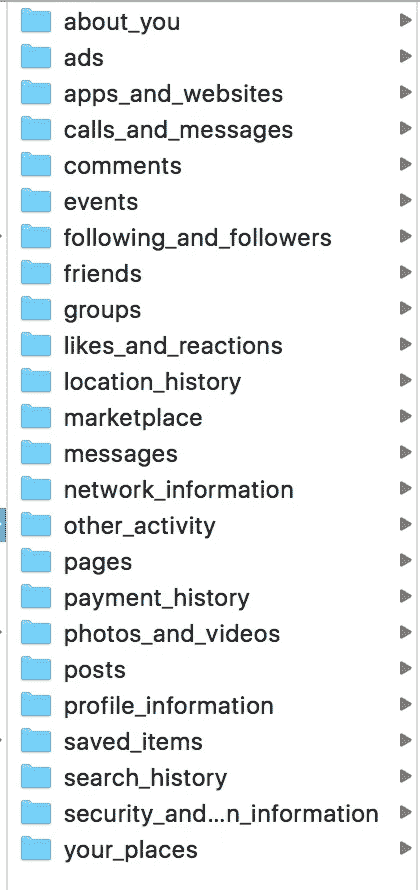 about_you
ads
apps_and_websites
calls_and_messages
comments
events
following_and_followers
friends
groups
likes_and_reactions
location_history
marketplace
messages
network_information
other_activity
pages
payment_history
photos_and_videos
posts
profile_information
saved_items
search_history
security_and...n_information
your_places